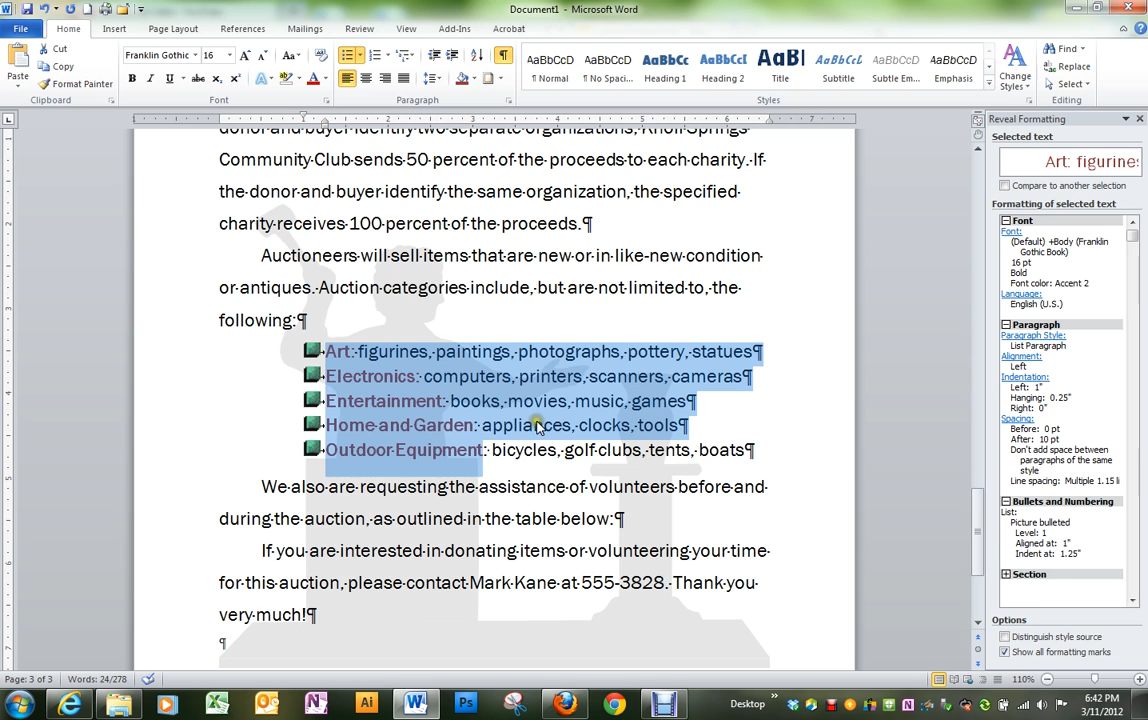 Document1 - Microsoft Word
File Home Insert Page Layout References Mailings Review View Add-Ins Acrobat
Cut
Copy
Format Painter
Paste
Clipboard
Franklin Gothic 16
Font
Paragraph
AaBbCcD AaBbCcD AaBbCc AaBbCc AaBl AaBbCcL AaBbCcD AaBbCcD
¶ Normal ¶ No Spaci... Heading 1 Heading 2 Title Subtitle Subtle Em... Emphasis
Change Styles
Styles
Find
Replace
Select
Editing
donor·and·buyer·identify·two·separate·organizations,·Knoll·Springs·
Community·Club·sends·50·percent·of·the·proceeds·to·each·charity.·If·
the·donor·and·buyer·identify·the·same·organization,·the·specified·
charity·receives·100·percent·of·the·proceeds.¶
Auctioneers·will·sell·items·that·are·new·or·in·like-new·condition·
or·antiques.·Auction·categories·include,·but·are·not·limited·to,·the·
following:¶
Art:·figurines,·paintings,·photographs,·pottery,·statues¶
Electronics:·computers,·printers,·scanners,·cameras¶
Entertainment:·books,·movies,·music,·games¶
Home·and·Garden:·appliances,·clocks,·tools¶
Outdoor·Equipment:·bicycles,·golf·clubs,·tents,·boats¶
We·also·are·requesting·the·assistance·of·volunteers·before·and·
during·the·auction,·as·outlined·in·the·table·below:¶
If·you·are·interested·in·donating·items·or·volunteering·your·time·
for·this·auction,·please·contact·Mark·Kane·at·555-3828.·Thank·you·
very·much!¶
¶
Reveal Formatting
Selected text
Art: figurines
Compare to another selection
Formatting of selected text
Font
Font:
(Default) +Body (Franklin
Gothic Book)
16 pt
Bold
Font color: Accent 2
Language:
English (U.S.)
Paragraph
Paragraph Style:
List Paragraph
Alignment:
Left
Indentation:
Left: 1"
Hanging: 0.25"
Right: 0"
Spacing:
Before: 0 pt
After: 10 pt
Don't add space between
paragraphs of the same
style
Line spacing: Multiple 1.15 li
Bullets and Numbering
List:
Picture bulleted
Level: 1
Aligned at: 1"
Indent at: 1.25"
Section
Options
Distinguish style source
Show all formatting marks
Page: 3 of 3 Words: 24/278
110%
Desktop
6:42 PM
3/11/2012